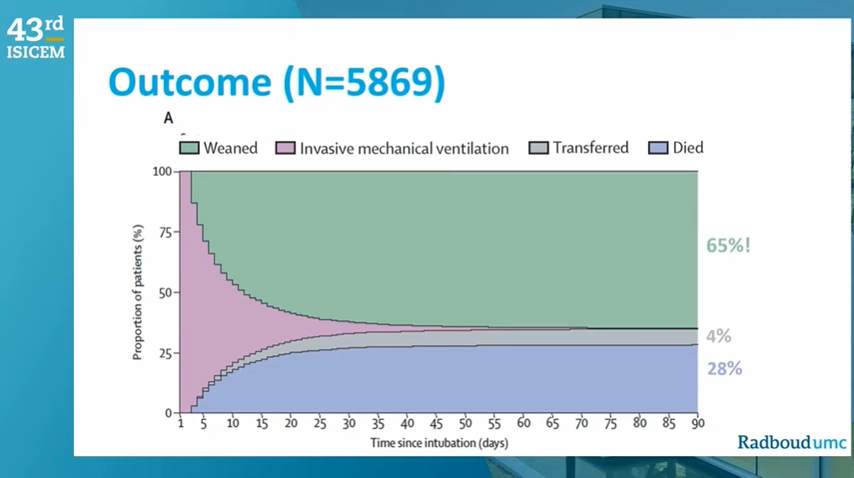 43rd
ISICEM
Outcome (N=5869)
A
Weaned Invasive mechanical ventilation Transferred Died
Proportion of patients (%)
100
75
50
25
0
65%!
4%
28%
1 5 10 15 20 25 30 35 40 45 50 55 60 65 70 75 80 85 90
Time since intubation (days)
Radboudumc